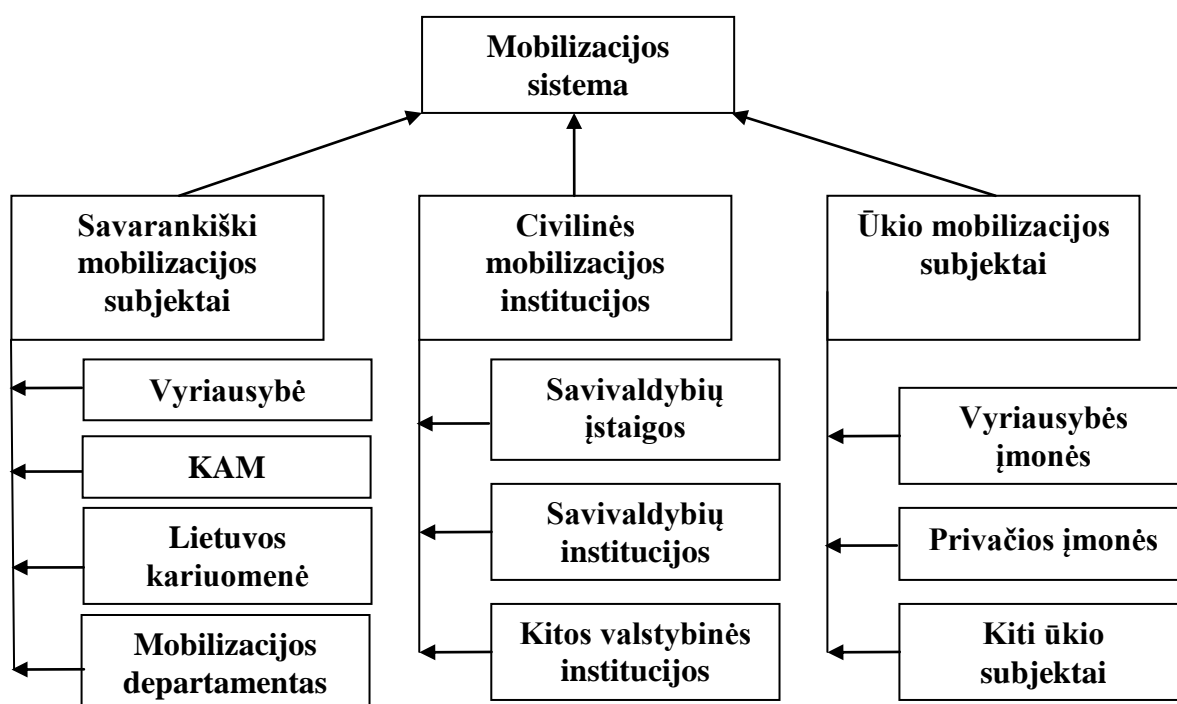 Mobilizacijos
sistema
Savarankiški
mobilizacijos
subjektai
Civilinės
mobilizacijos
institucijos
Ūkio mobilizacijos
subjektai
Vyriausybė
KAM
Lietuvos
kariuomenė
Mobilizacijos
departamentas
Savivaldybių
įstaigos
Savivaldybių
institucijos
Kitos valstybinės
institucijos
Vyriausybės
įmonės
Privačios įmonės
Kiti ūkio
subjektai